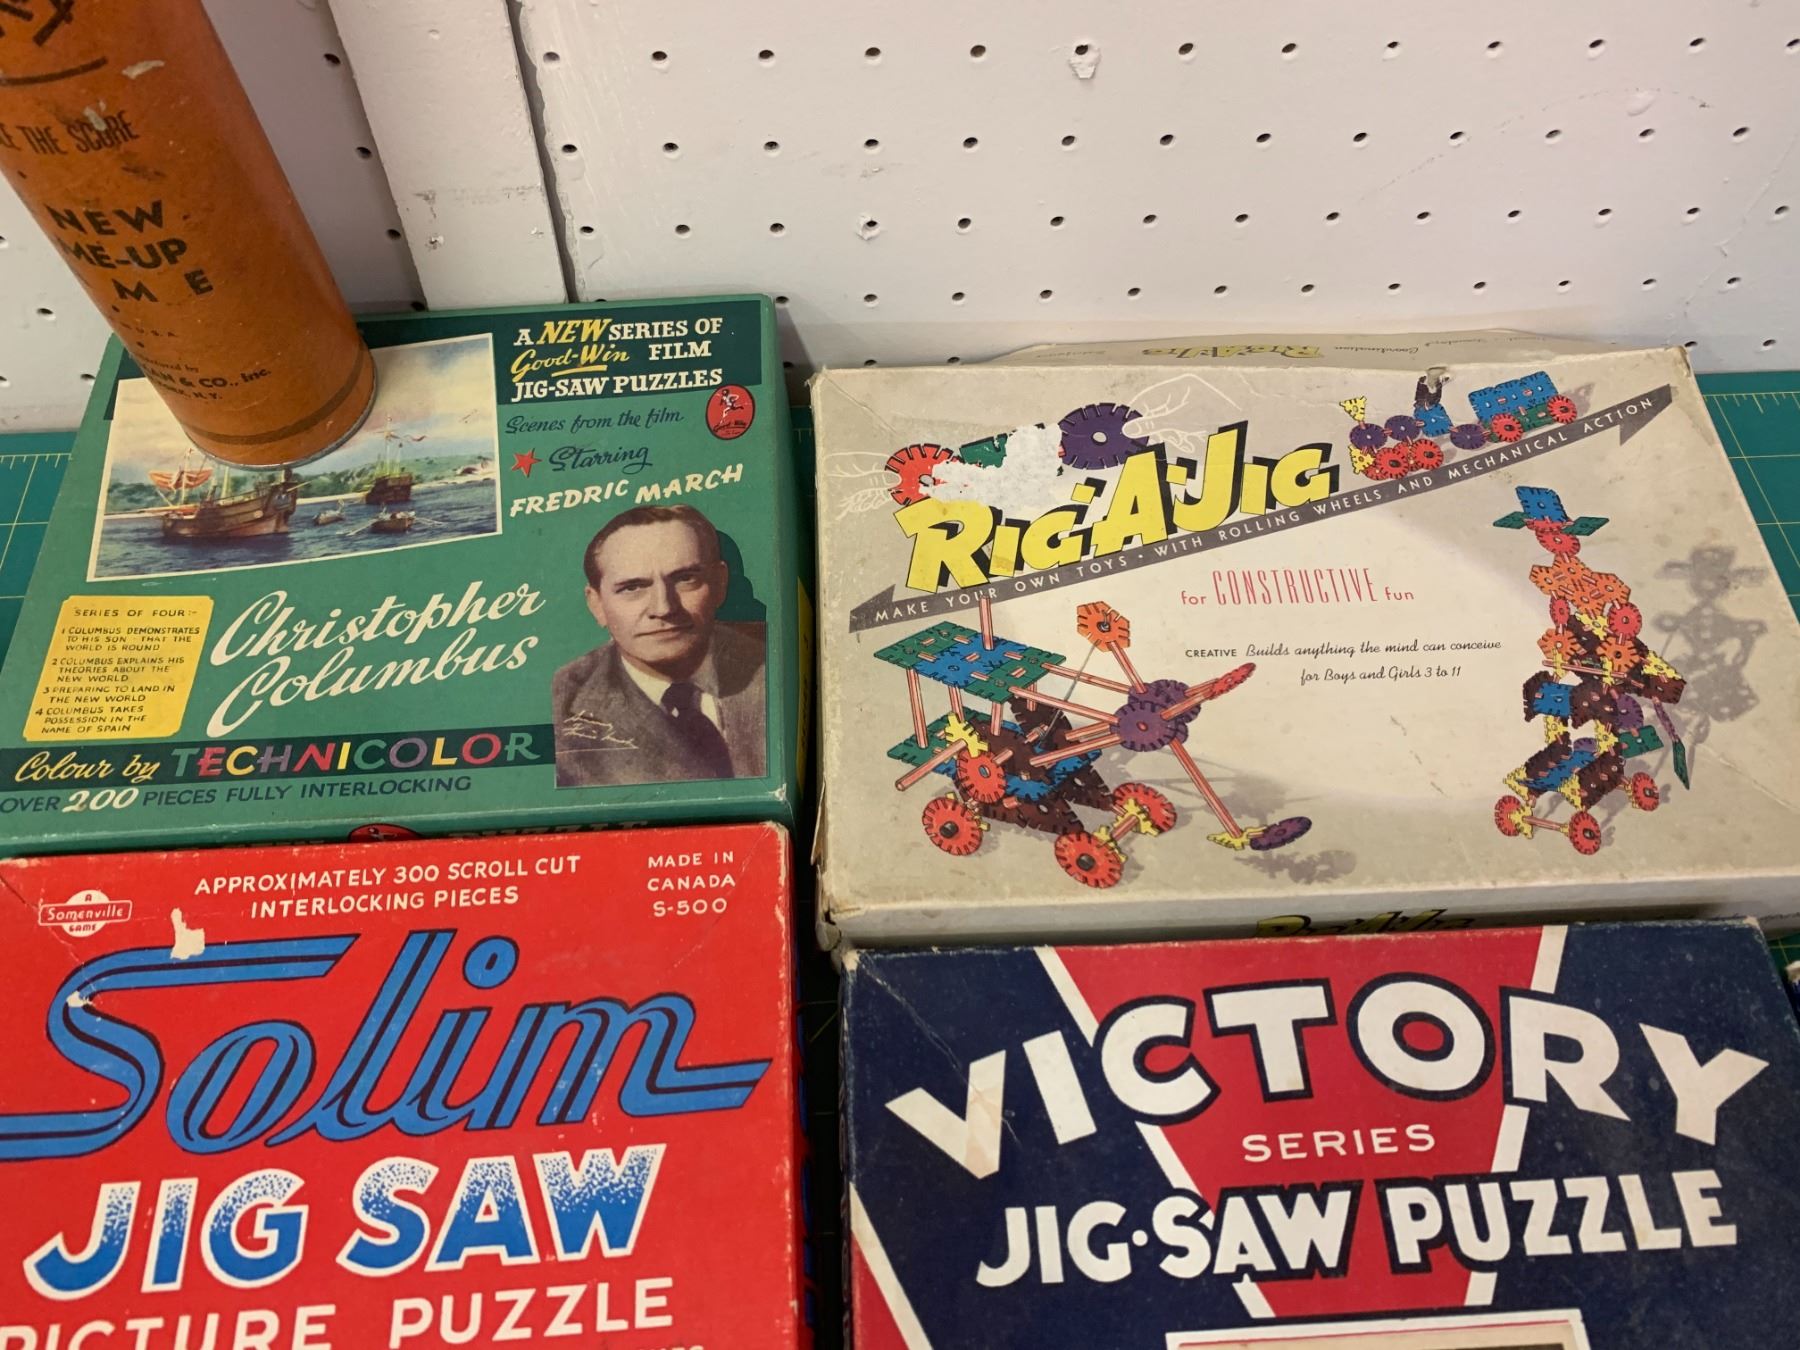 THE SCORE
NEW
ME-UP
M E
U.S.A.
& CO., INC.
N.Y.
A NEW SERIES OF
Good-Win FILM
JIG-SAW PUZZLES
Scenes from the film
Starring
FREDRIC MARCH
Christopher
Columbus
SERIES OF FOUR:-
1 COLUMBUS DEMONSTRATES
TO HIS SON THAT THE
WORLD IS ROUND
2 COLUMBUS EXPLAINS HIS
THEORIES ABOUT THE
NEW WORLD
3 PREPARING TO LAND IN
THE NEW WORLD
4 COLUMBUS TAKES
POSSESSION IN THE
NAME OF SPAIN
Colour by TECHNICOLOR
OVER 200 PIECES FULLY INTERLOCKING
RIG-A-JIG
RIG·A·JIG
MAKE YOUR OWN TOYS · WITH ROLLING WHEELS AND MECHANICAL ACTION
for CONSTRUCTIVE fun
CREATIVE Builds anything the mind can conceive
for Boys and Girls 3 to 11
A
Somerville
GAME
APPROXIMATELY 300 SCROLL CUT
INTERLOCKING PIECES
MADE IN
CANADA
S-500
Solim
JIG SAW
PICTURE PUZZLE
VICTORY
SERIES
JIG·SAW PUZZLE